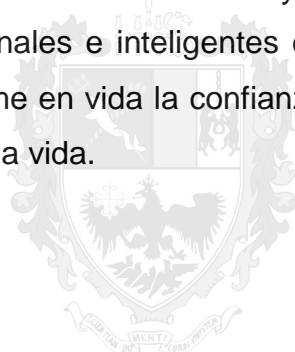 nales e inteligentes
ne en vida la confianz
a vida.